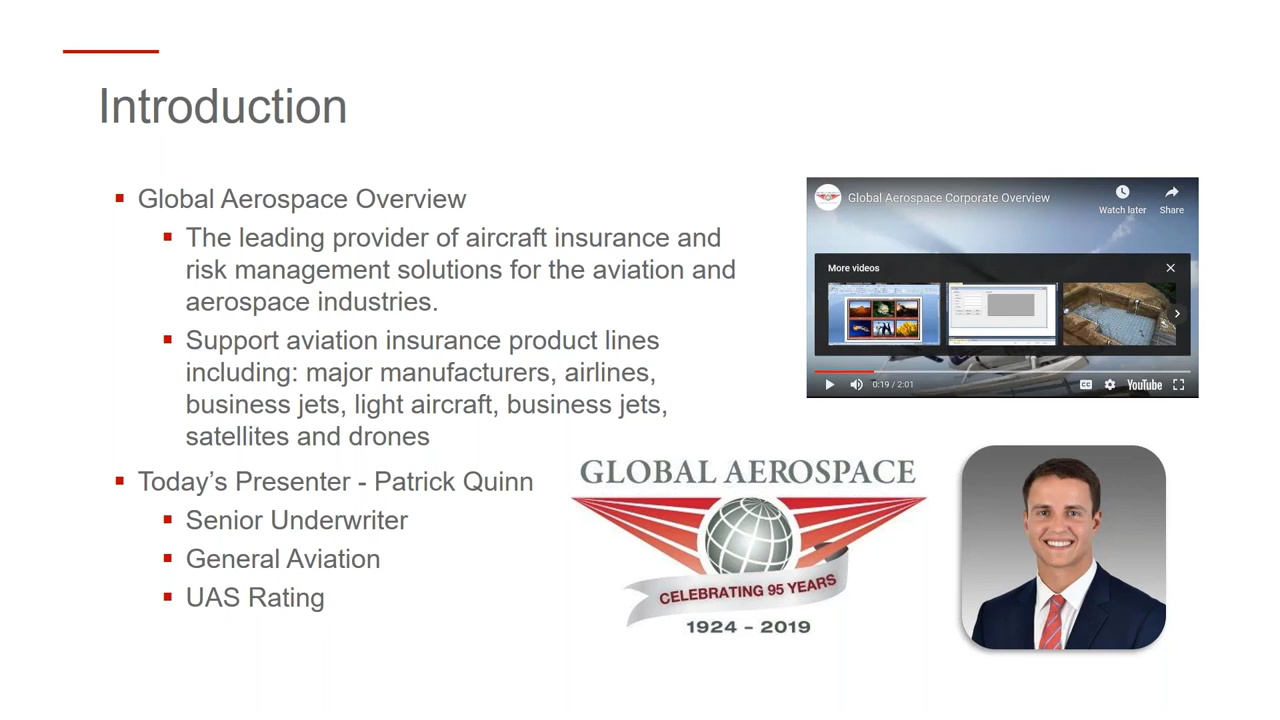 Introduction
Global Aerospace Overview
The leading provider of aircraft insurance and
risk management solutions for the aviation and
aerospace industries.
Support aviation insurance product lines
including: major manufacturers, airlines,
business jets, light aircraft, business jets,
satellites and drones
Today's Presenter - Patrick Quinn
Senior Underwriter
General Aviation
UAS Rating
Global Aerospace Corporate Overview
Watch later
Share
More videos
0:19 / 2:01
CC
YouTube
GLOBAL AEROSPACE
CELEBRATING 95 YEARS
1924 – 2019